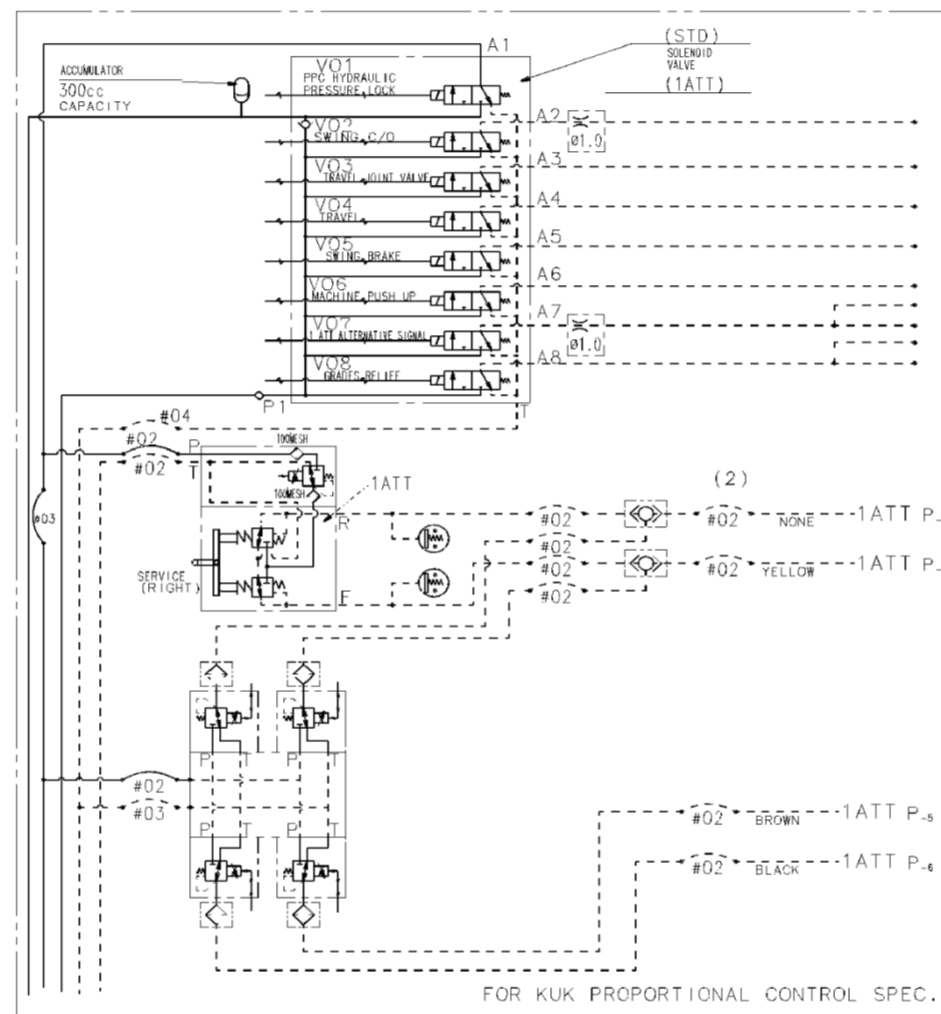 A1
(STD)
SOLENOID
VALVE
(1ATT)
ACCUMULATOR
300cc
CAPACITY
V01
PPC HYDRAULIC
PRESSURE LOCK
A2
ø1.0
V02
SWING C/O
A3
V03
TRAVEL JOINT VALVE
A4
V04
TRAVEL
A5
V05
SWING BRAKE
A6
V06
MACHINE PUSH UP
A7
ø1.0
V07
1 ATT ALTERNATIVE SIGNAL
A8
V08
GRADES RELIEF
P1
T
#04
#02
P
#02
T
100MESH
100MESH
1ATT
R
#03
SERVICE
(RIGHT)
F
(2)
#02
#02
NONE
1ATT P-
#02
#02
#02
YELLOW
1ATT P-
#02
P
T
P
T
#02
#03
P
T
P
T
#02
BROWN
1ATT P-5
#02
BLACK
1ATT P-6
FOR KUK PROPORTIONAL CONTROL SPEC.